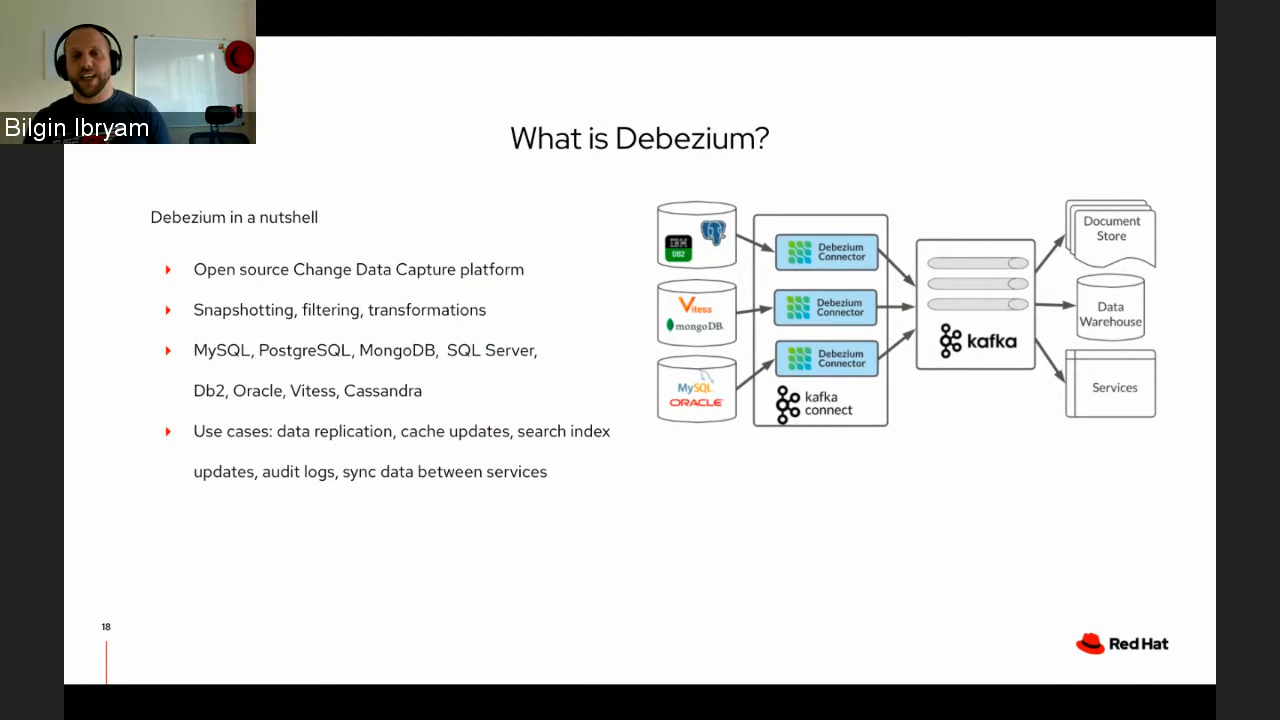 Bilgin Ibryam
What is Debezium?
Debezium in a nutshell
Open source Change Data Capture platform
Snapshotting, filtering, transformations
MySQL, PostgreSQL, MongoDB, SQL Server,
Db2, Oracle, Vitess, Cassandra
Use cases: data replication, cache updates, search index
updates, audit logs, sync data between services
IBM
DB2
Vitess
mongoDB.
MySQL
ORACLE
Debezium
Connector
Debezium
Connector
Debezium
Connector
kafka
connect
kafka
Document
Store
Data
Warehouse
Services
18
Red Hat